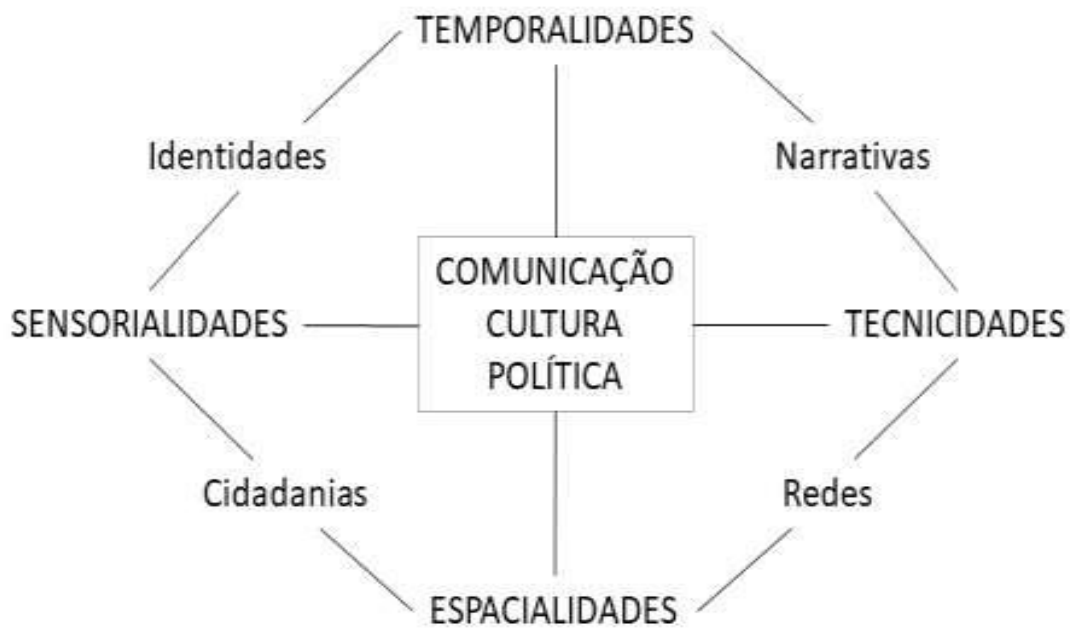 TEMPORALIDADES
Identidades
Narrativas
COMUNICAÇÃO
CULTURA
POLÍTICA
SENSORIALIDADES
TECNICIDADES
Cidadanias
Redes
ESPACIALIDADES